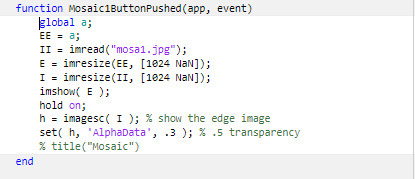 function Mosaic1ButtonPushed(app, event)
global a;
EE = a;
II = imread("mosa1.jpg");
E = imresize(EE, [1024 NaN]);
I = imresize(II, [1024 NaN]);
imshow( E );
hold on;
h = imagesc( I ); % show the edge image
set( h, 'AlphaData', .3 ); % .5 transparency
% title("Mosaic")
end